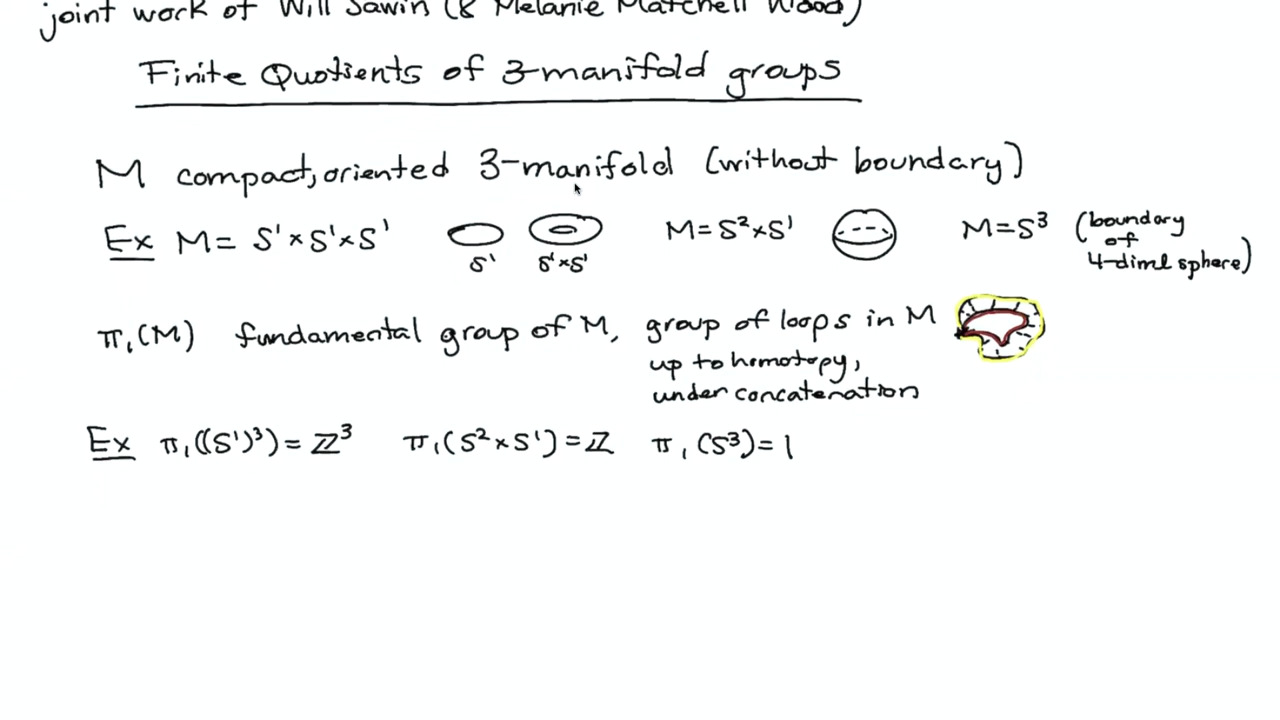 joint work of Will Sawin (& Melanie Matchett Wood)
Finite Quotients of 3-manifold groups
M compact, oriented 3-manifold (without boundary)
Ex M = S¹×S¹×S¹ S¹ S¹×S¹ M = S²×S¹ M = S³ (boundary of 4-diml sphere)
π₁(M) fundamental group of M, group of loops in M
up to homotopy,
under concatenation
Ex π₁((S¹)³) = ℤ³ π₁(S²×S¹) = ℤ π₁(S³) = 1